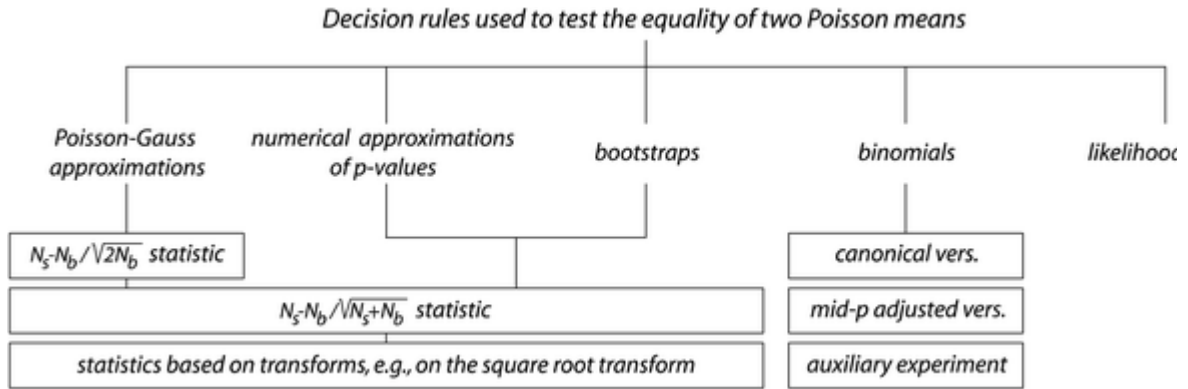 Decision rules used to test the equality of two Poisson means
Poisson-Gauss
approximations
numerical approximations
of p-values
bootstraps
binomials
likelihood
N_s-N_b/√2N_b statistic
canonical vers.
N_s-N_b/√N_s+N_b statistic
mid-p adjusted vers.
statistics based on transforms, e.g., on the square root transform
auxiliary experiment